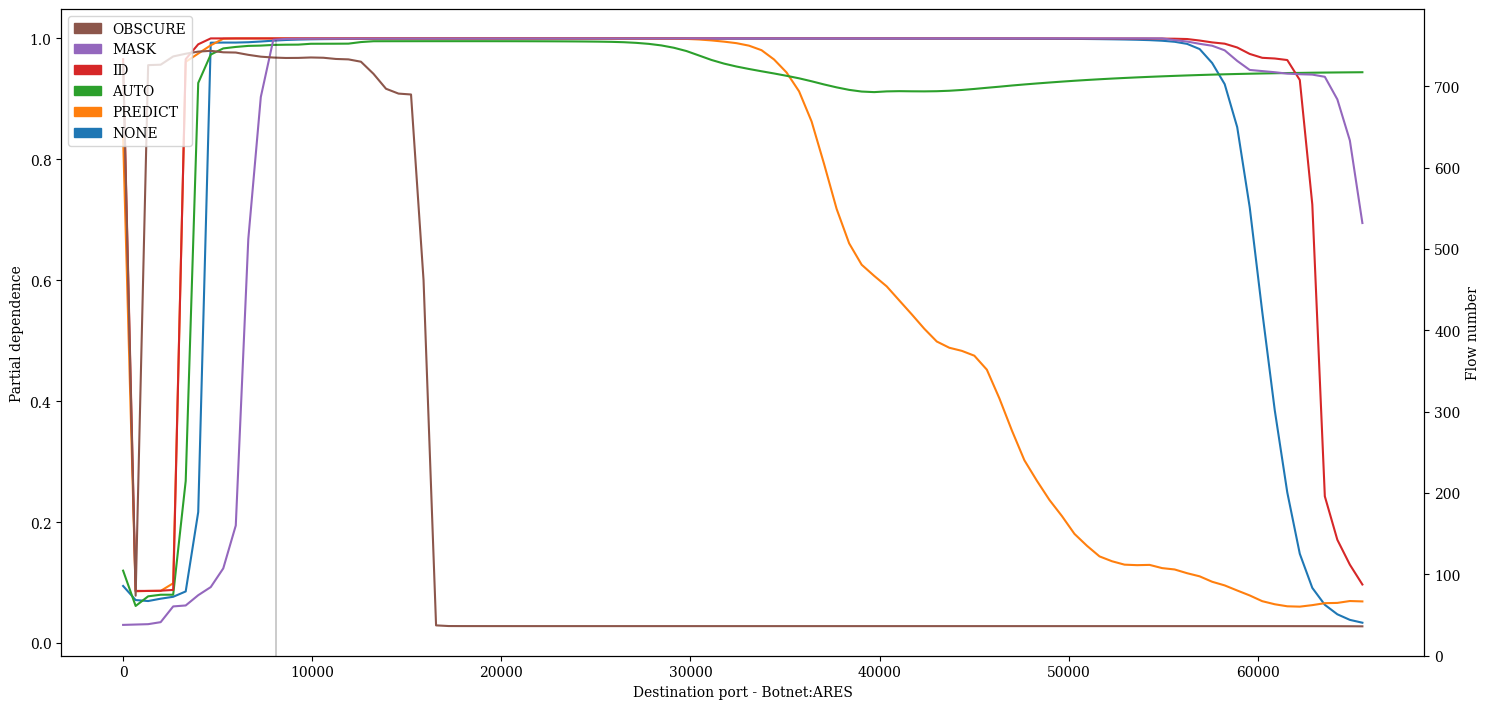 OBSCURE
MASK
ID
AUTO
PREDICT
NONE
1.0
0.8
0.6
0.4
0.2
0.0
Partial dependence
700
600
500
400
300
200
100
0
Flow number
0 10000 20000 30000 40000 50000 60000
Destination port - Botnet:ARES